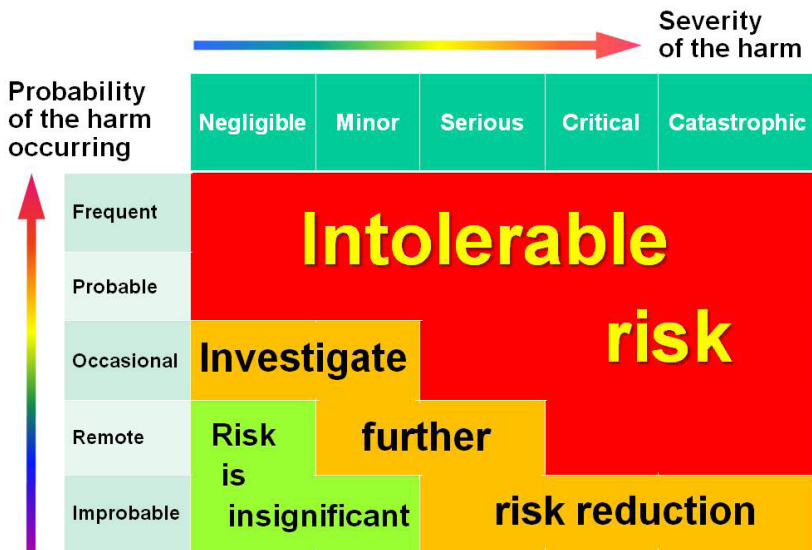 Severity
of the harm
Probability
of the harm
occurring
Negligible
Minor
Serious
Critical
Catastrophic
Frequent
Intolerable
Probable
risk
Occasional
Investigate
Remote
Risk
is
insignificant
further
Improbable
risk reduction